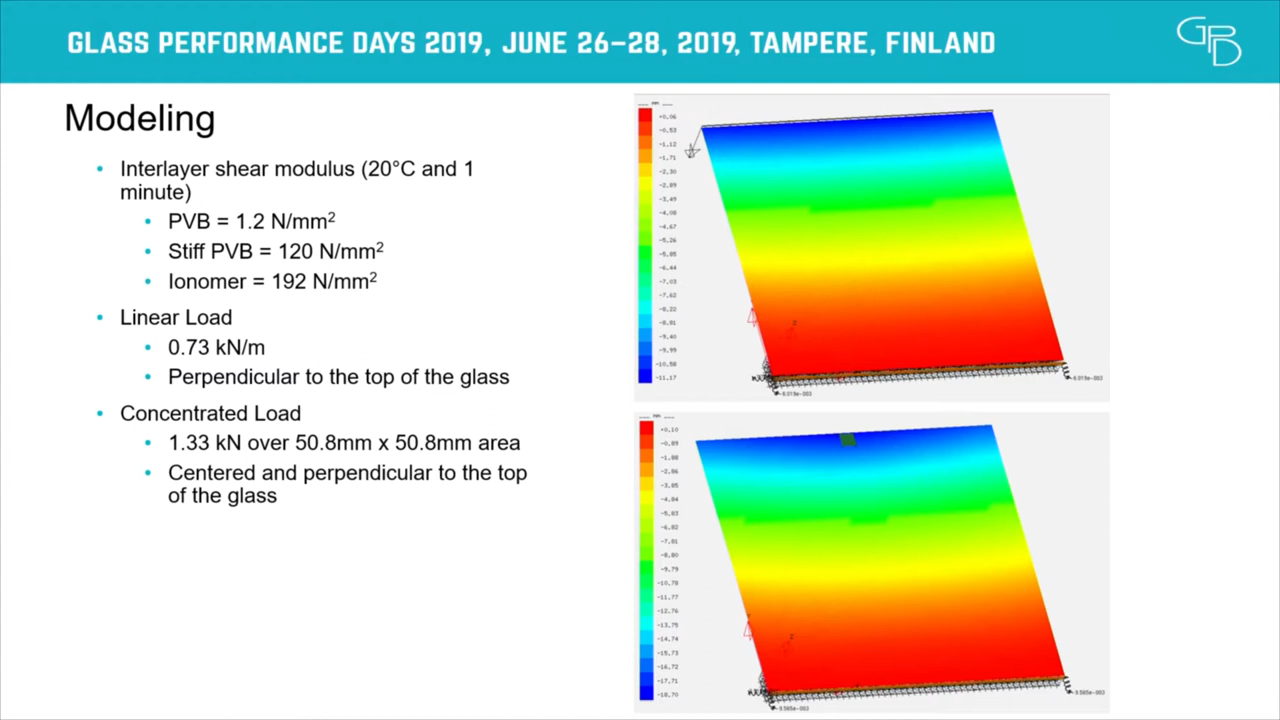 GLASS PERFORMANCE DAYS 2019, JUNE 26–28, 2019, TAMPERE, FINLAND
GPD
Modeling
• Interlayer shear modulus (20°C and 1
minute)
• PVB = 1.2 N/mm²
• Stiff PVB = 120 N/mm²
• Ionomer = 192 N/mm²
• Linear Load
• 0.73 kN/m
• Perpendicular to the top of the glass
• Concentrated Load
• 1.33 kN over 50.8mm x 50.8mm area
• Centered and perpendicular to the top
of the glass
mm
+0,06
-0,53
-1,12
-1,71
-2,30
-2,89
-3,49
-4,08
-4,67
-5,26
-5,85
-6,44
-7,03
-7,62
-8,22
-8,81
-9,40
-9,99
-10,58
-11,17
mm
+0,10
-0,89
-1,88
-2,86
-3,85
-4,84
-5,83
-6,82
-7,81
-8,80
-9,79
-10,78
-11,77
-12,76
-13,75
-14,74
-15,73
-16,72
-17,71
-18,70